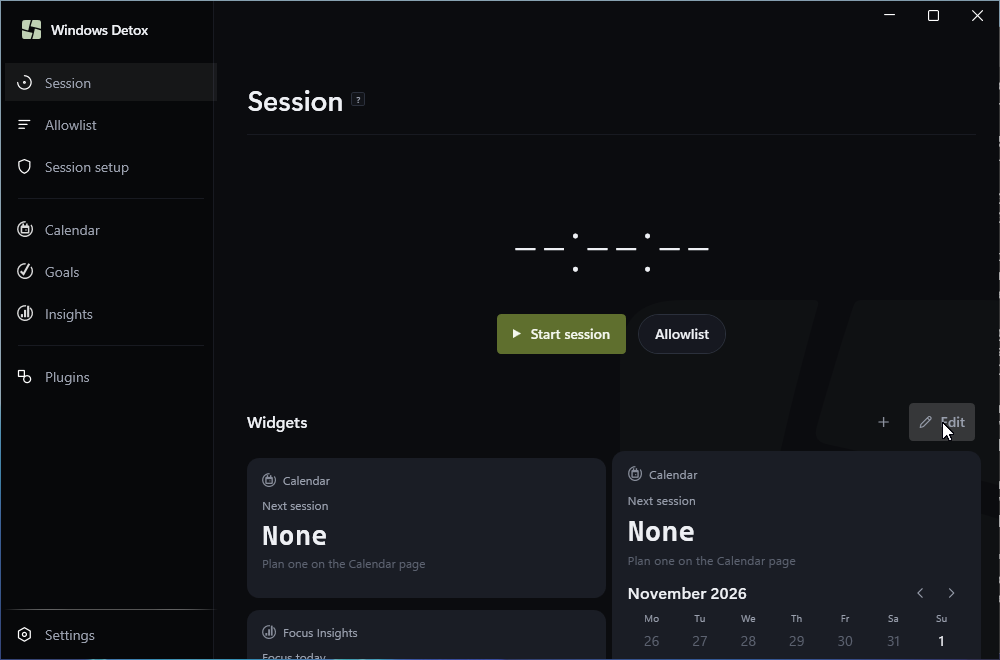 Windows Detox
Session
Allowlist
Session setup
Calendar
Goals
Insights
Plugins
Settings
Session ?
--:--:--
Start session
Allowlist
Widgets
+ Edit
Calendar
Next session
None
Plan one on the Calendar page
Focus Insights
Focus today
Calendar
Next session
None
Plan one on the Calendar page
November 2026
Mo Tu We Th Fr Sa Su
26 27 28 29 30 31 1